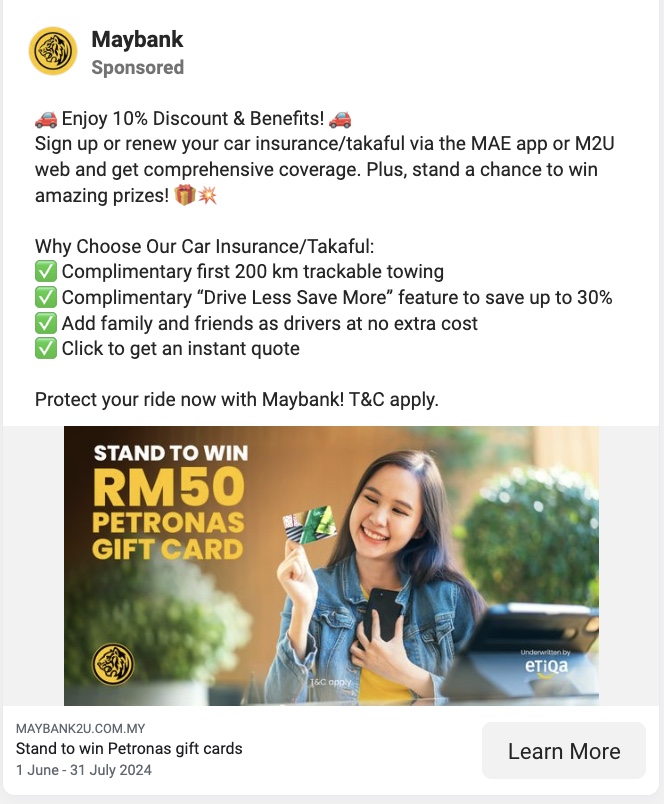 Maybank
Sponsored
🚗 Enjoy 10% Discount & Benefits! 🚗
Sign up or renew your car insurance/takaful via the MAE app or M2U
web and get comprehensive coverage. Plus, stand a chance to win
amazing prizes! 🎁💥
Why Choose Our Car Insurance/Takaful:
✅ Complimentary first 200 km trackable towing
✅ Complimentary “Drive Less Save More” feature to save up to 30%
✅ Add family and friends as drivers at no extra cost
✅ Click to get an instant quote
Protect your ride now with Maybank! T&C apply.
STAND TO WIN
RM50
PETRONAS
GIFT CARD
Underwritten by
eTiQa
T&C apply
MAYBANK2U.COM.MY
Stand to win Petronas gift cards
1 June - 31 July 2024
Learn More